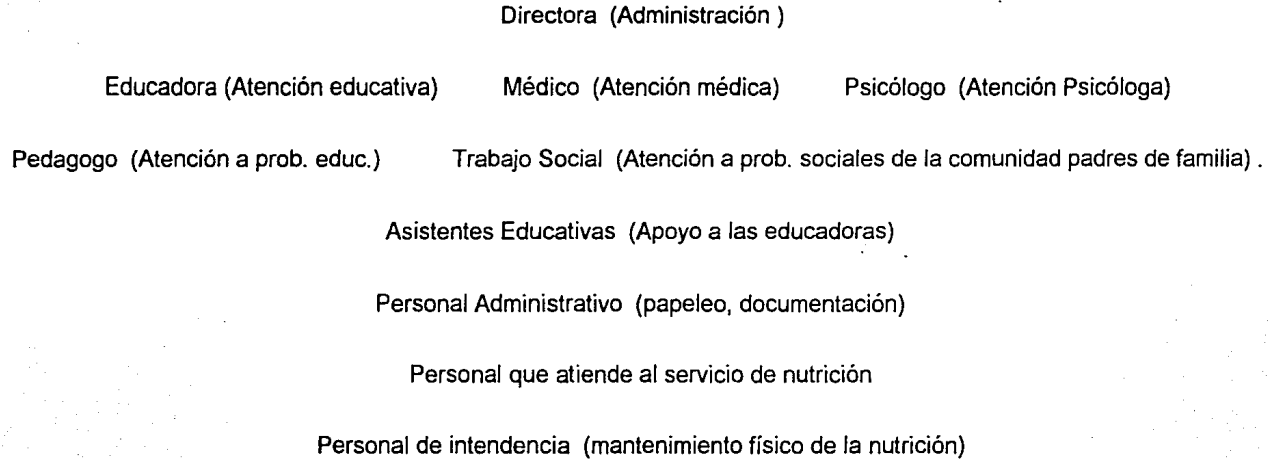 Directora (Administración )
Educadora (Atención educativa) Médico (Atención médica) Psicólogo (Atención Psicóloga)
Pedagogo (Atención a prob. educ.) Trabajo Social (Atención a prob. sociales de la comunidad padres de familia) .
Asistentes Educativas (Apoyo a las educadoras)
Personal Administrativo (papeleo, documentación)
Personal que atiende al servicio de nutrición
Personal de intendencia (mantenimiento físico de la nutrición)